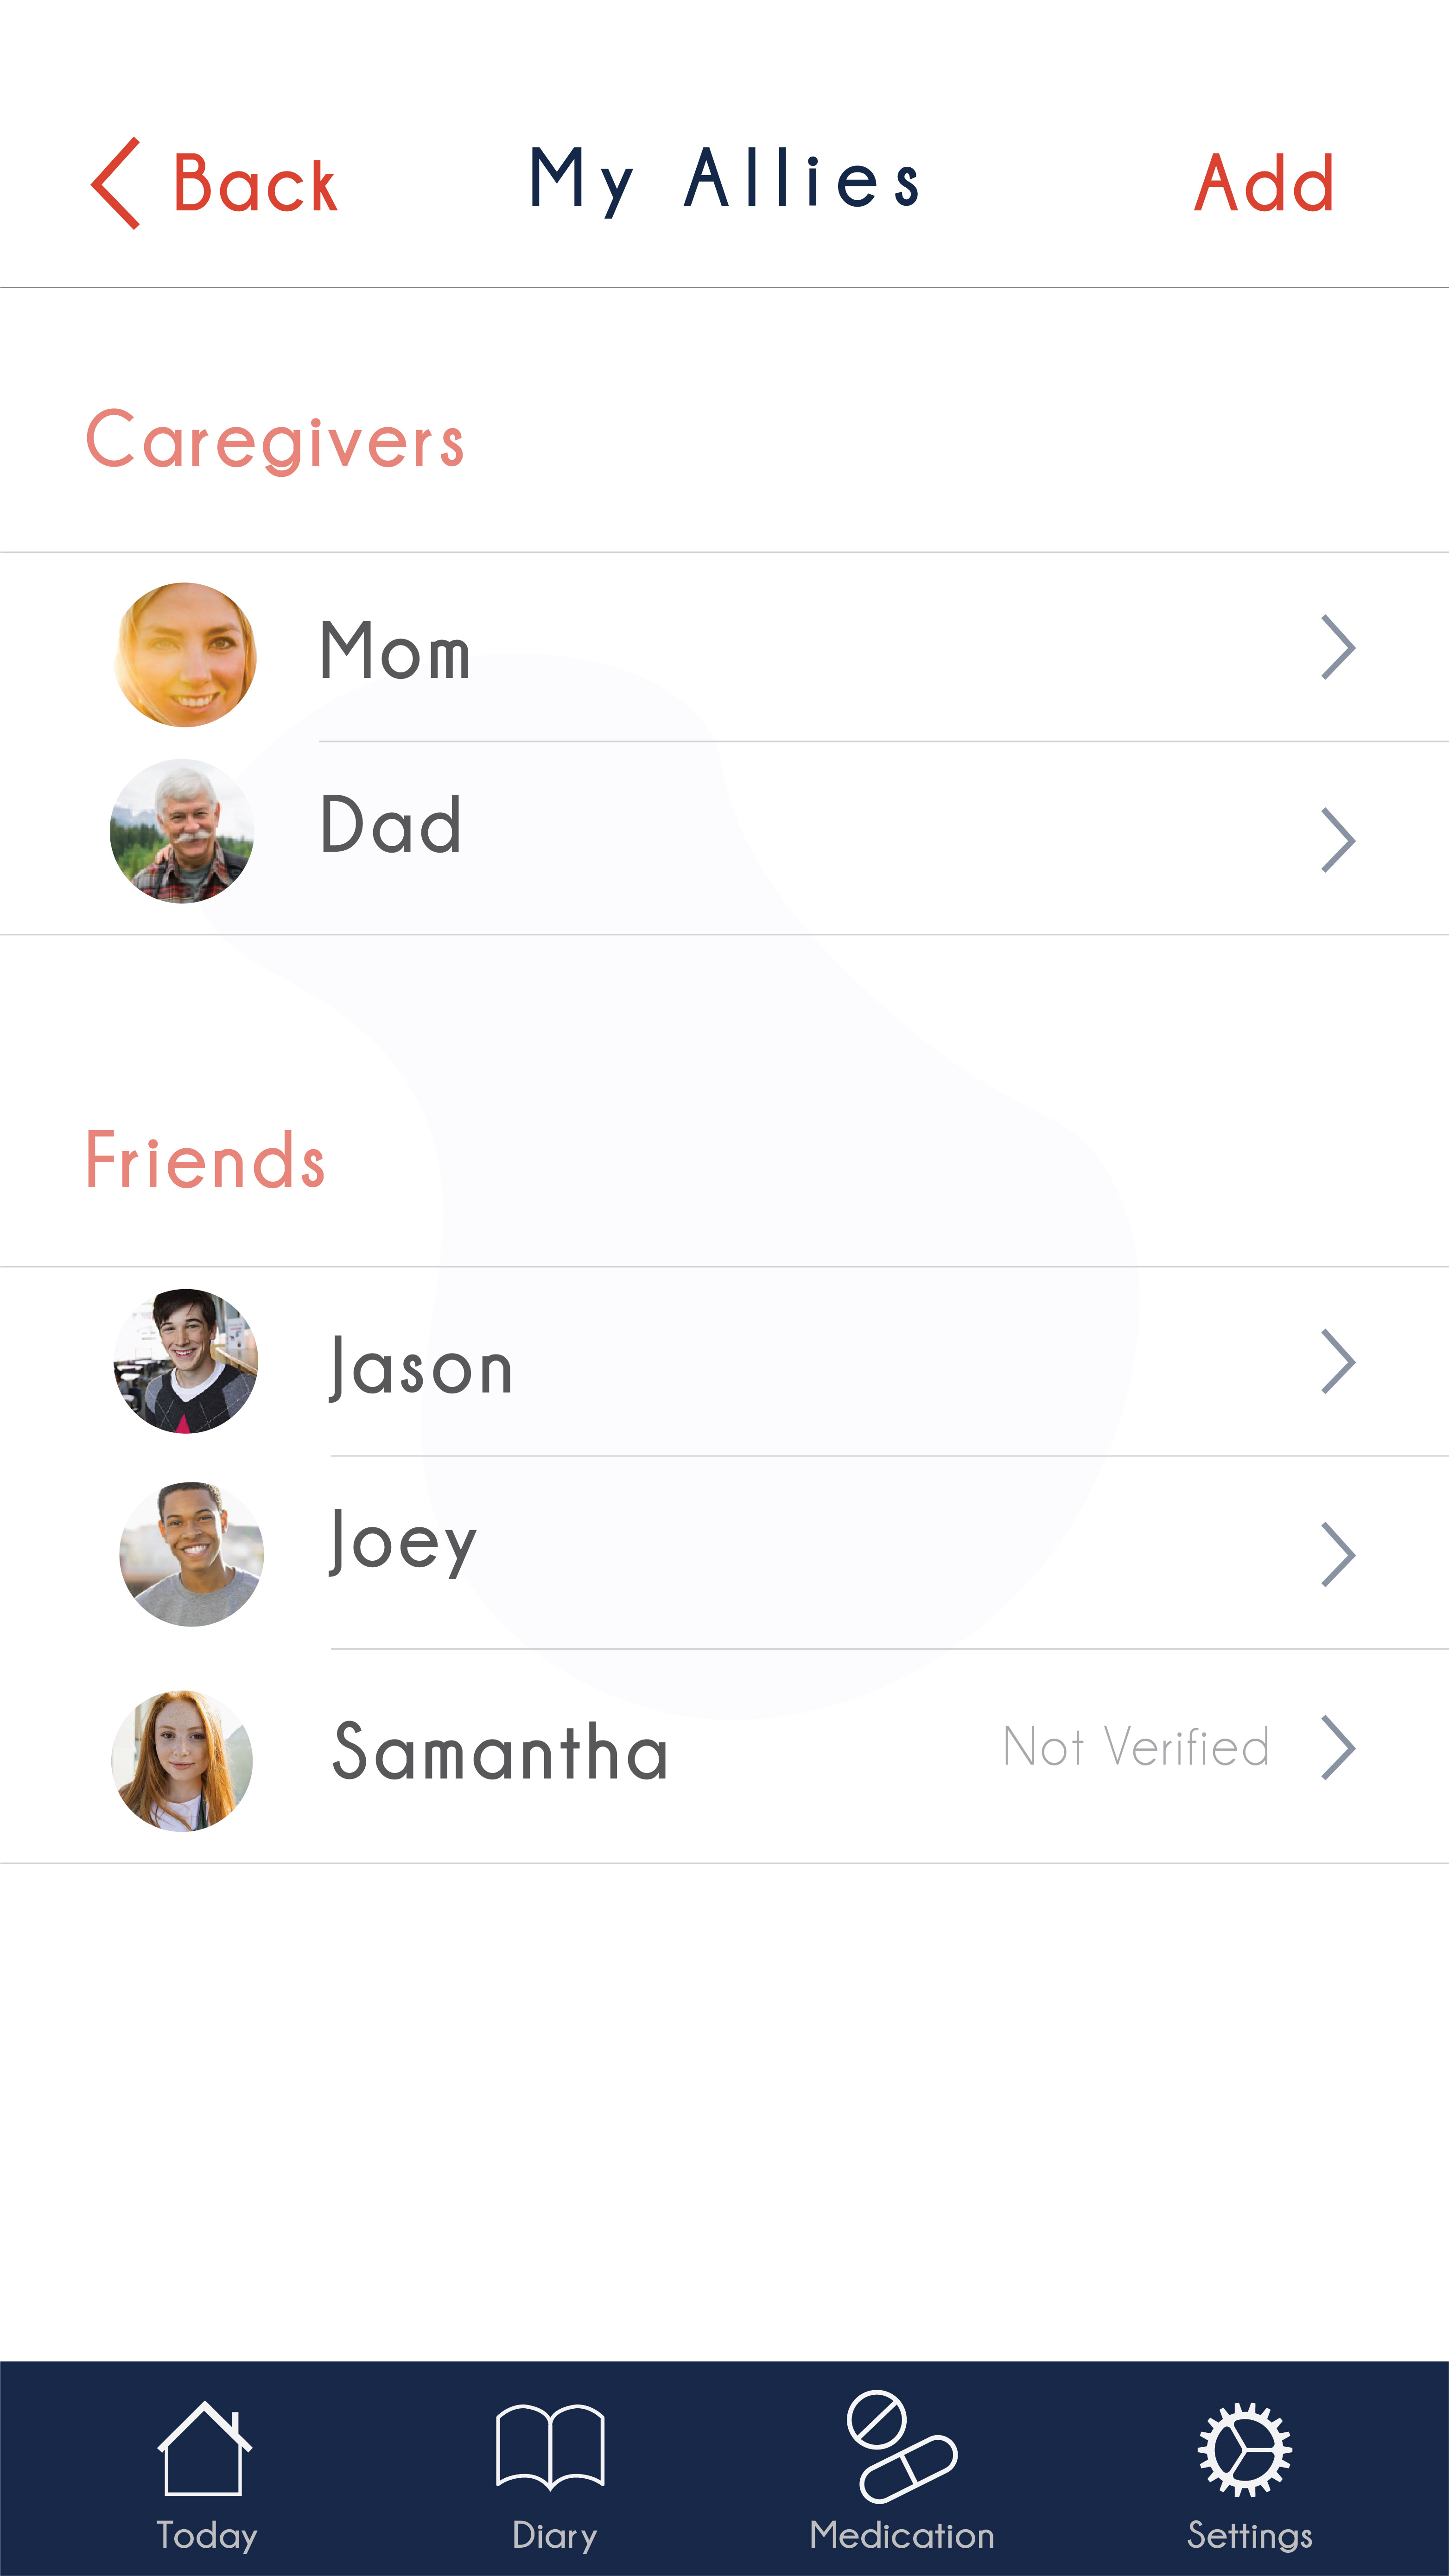 Back My Allies Add
Caregivers
Mom
Dad
Friends
Jason
Joey
Samantha Not Verified
Today Diary Medication Settings